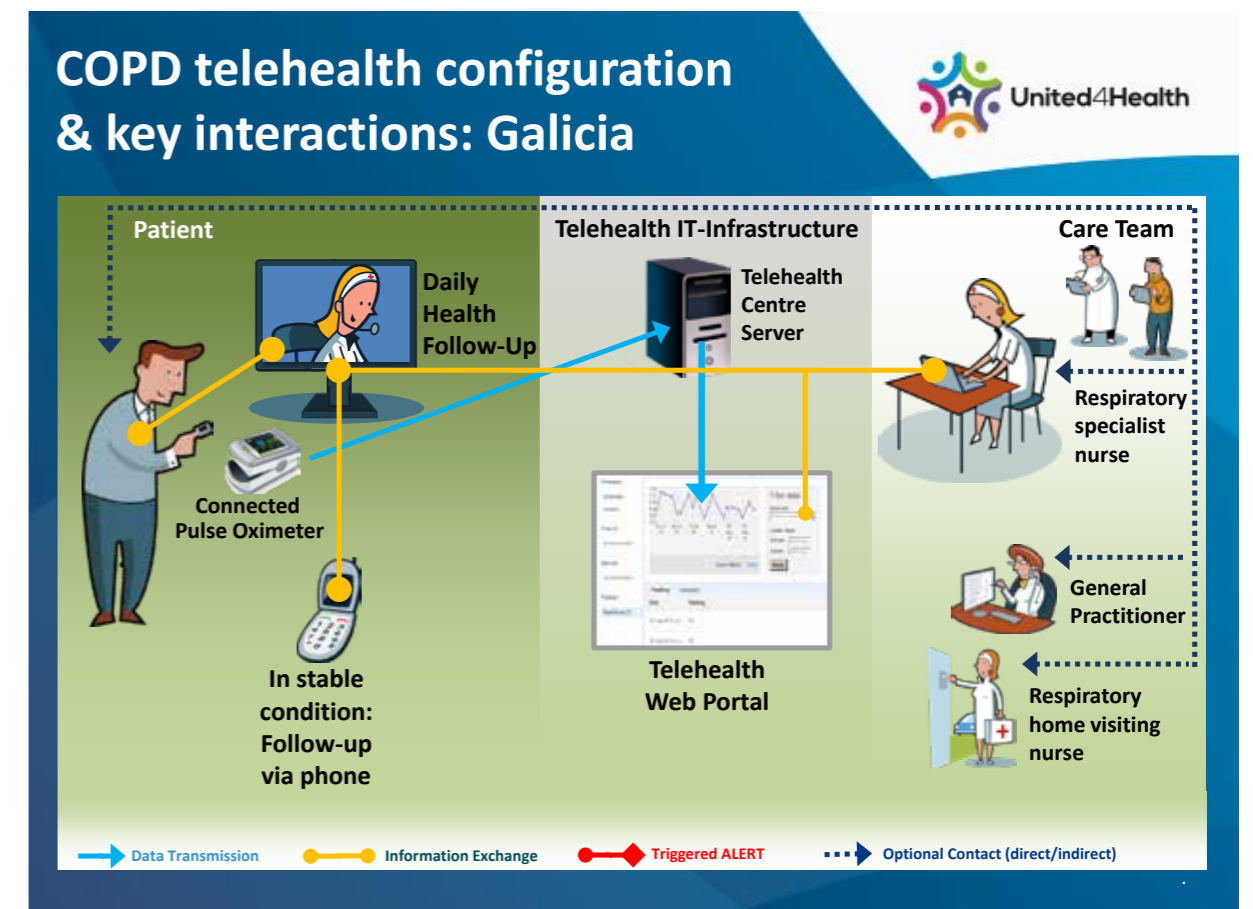 COPD telehealth configuration
& key interactions: Galicia
United4Health
Patient
Telehealth IT-Infrastructure
Care Team
Daily
Health
Follow-Up
Telehealth
Centre
Server
Respiratory
specialist
nurse
Connected
Pulse Oximeter
General
Practitioner
In stable
condition:
Follow-up
via phone
Telehealth
Web Portal
Respiratory
home visiting
nurse
Data Transmission
Information Exchange
Triggered ALERT
Optional Contact (direct/indirect)